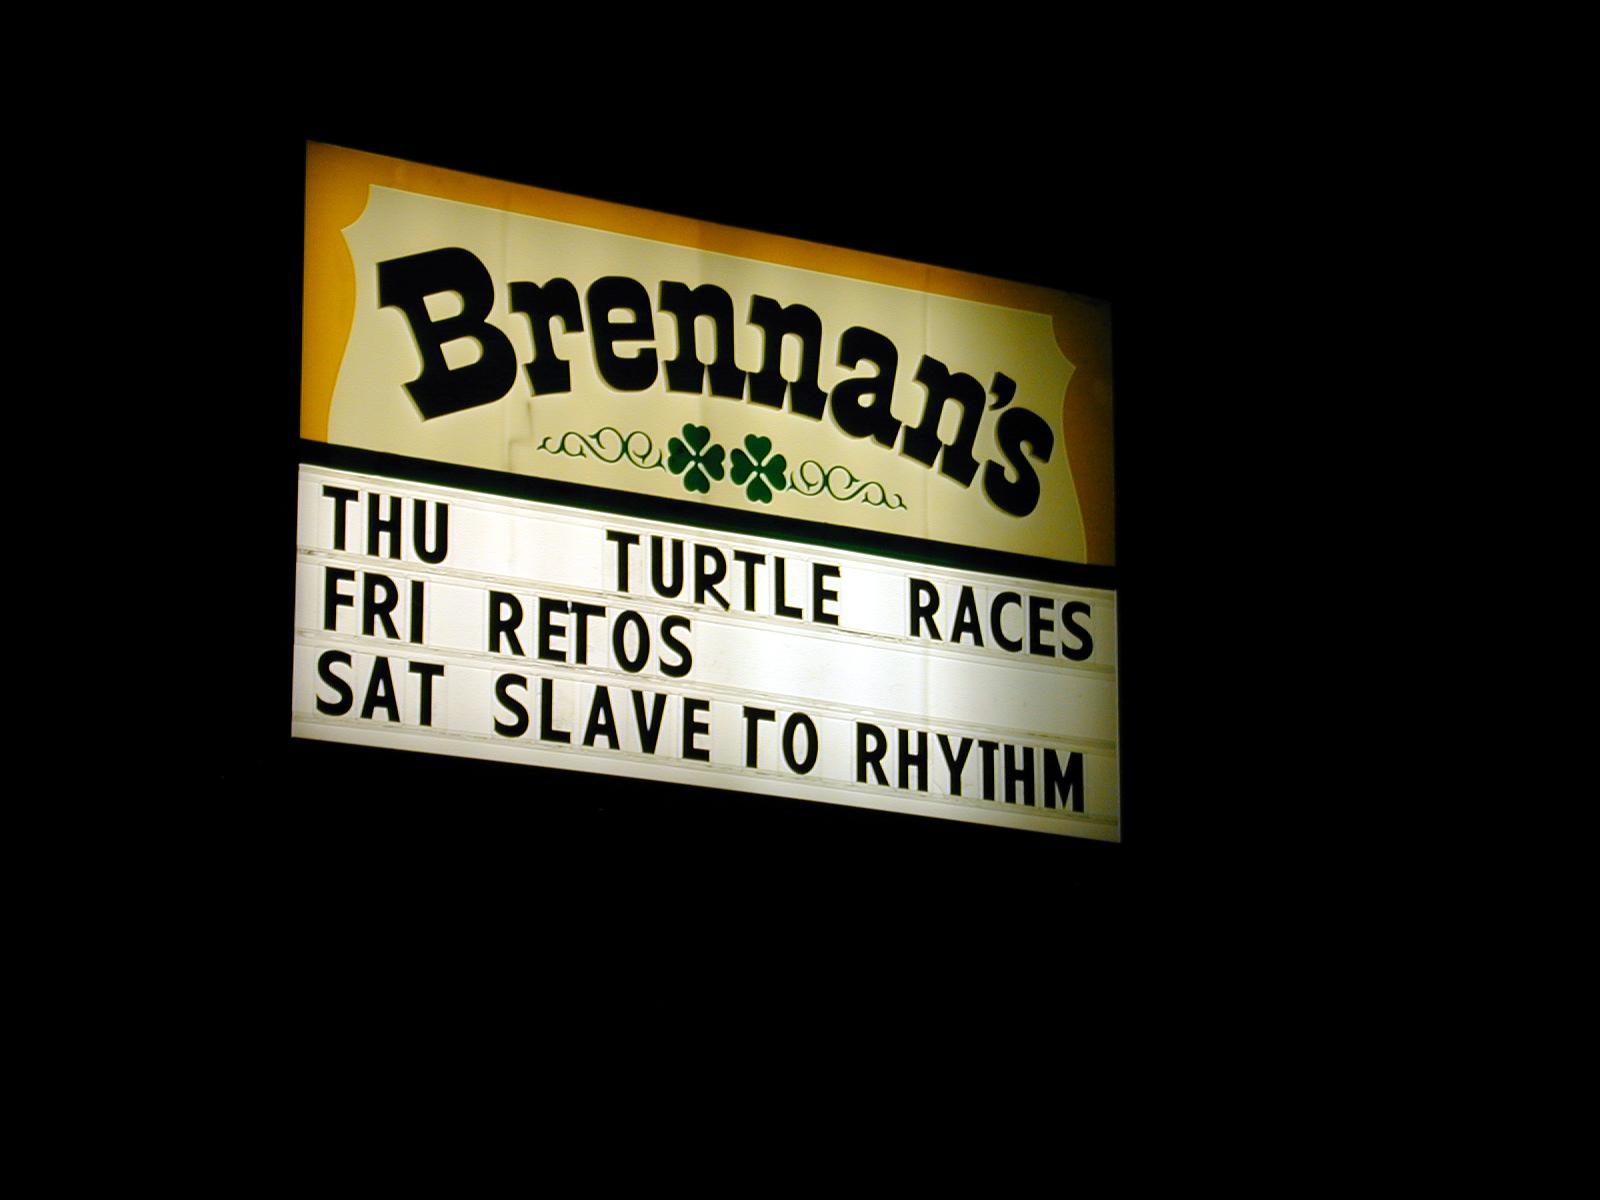 Brennan's
THU TURTLE RACES
FRI RETOS
SAT SLAVE TO RHYTHM